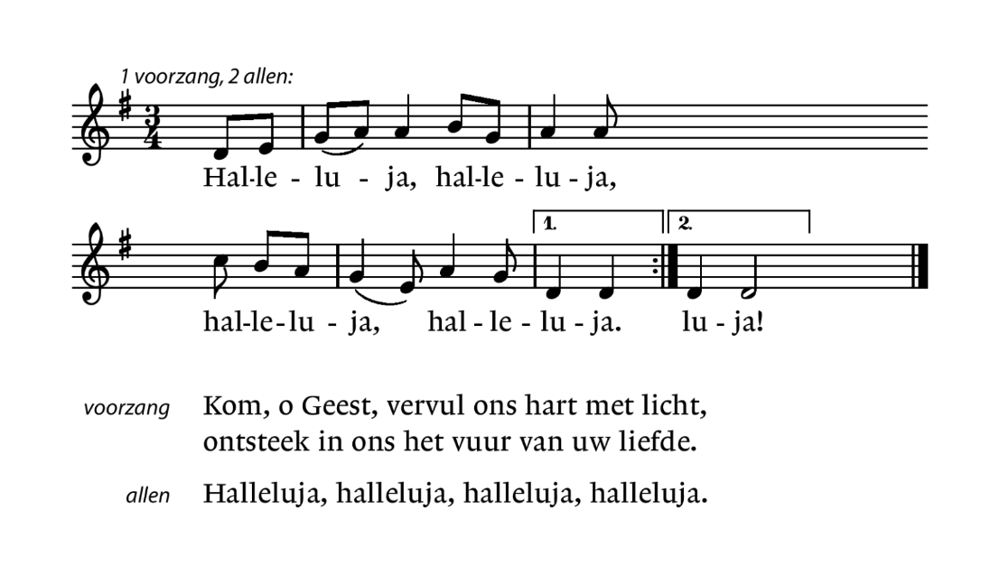 1 voorzang, 2 allen:
3
4
Hal-le - lu - ja, hal-le - lu - ja,
1. 2.
hal-le-lu - ja, hal - le - lu - ja. lu - ja!
voorzang Kom, o Geest, vervul ons hart met licht,
ontsteek in ons het vuur van uw liefde.
allen Halleluja, halleluja, halleluja, halleluja.